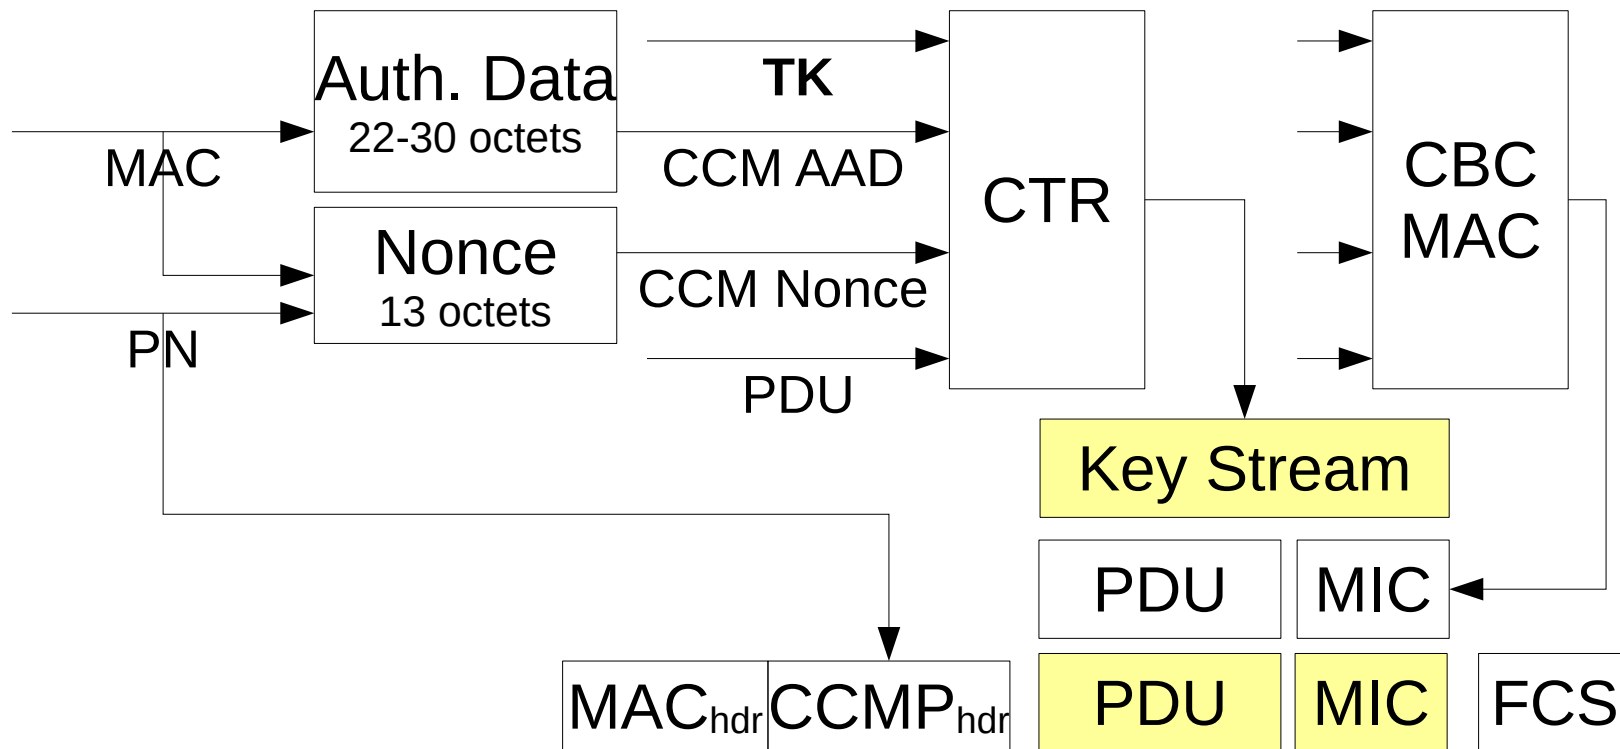 Auth. Data
22-30 octets
MAC
Nonce
13 octets
PN
TK
CCM AAD
CCM Nonce
PDU
CTR
CBC
MAC
Key Stream
PDU
MIC
MAChdr
CCMPhdr
PDU
MIC
FCS